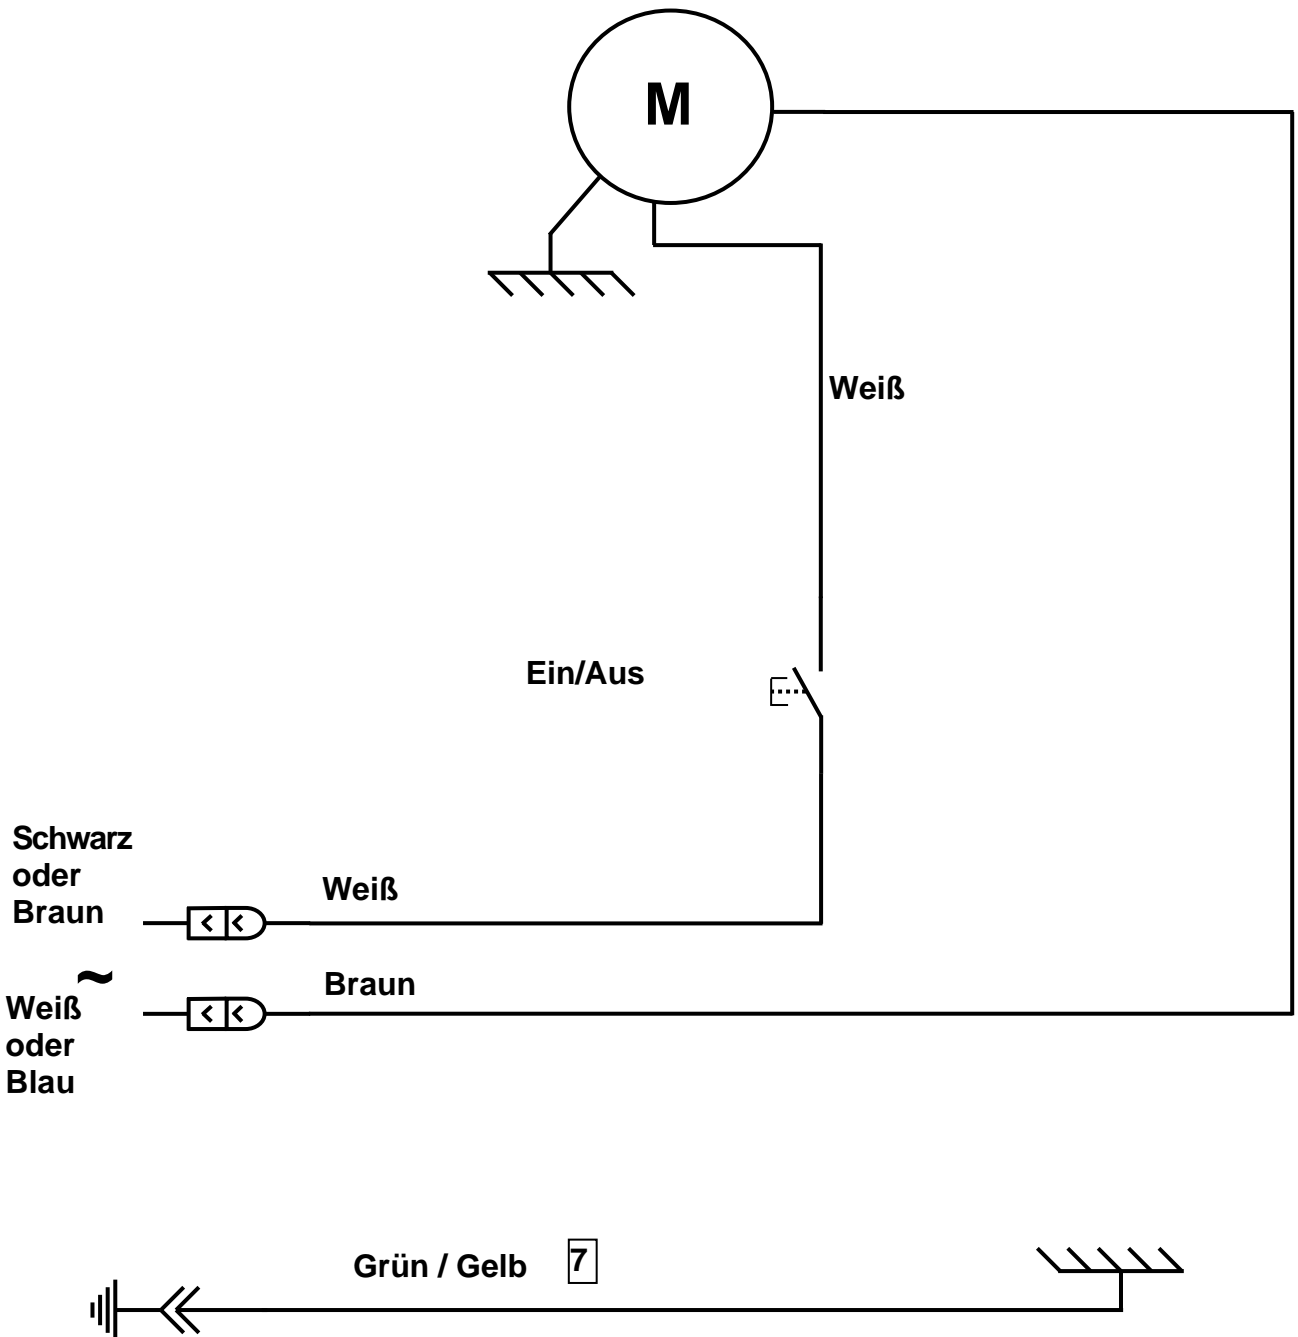 M
Weiß
Ein/Aus
Schwarz
oder
Braun
Weiß
~
Braun
Weiß
oder
Blau
Grün / Gelb 7